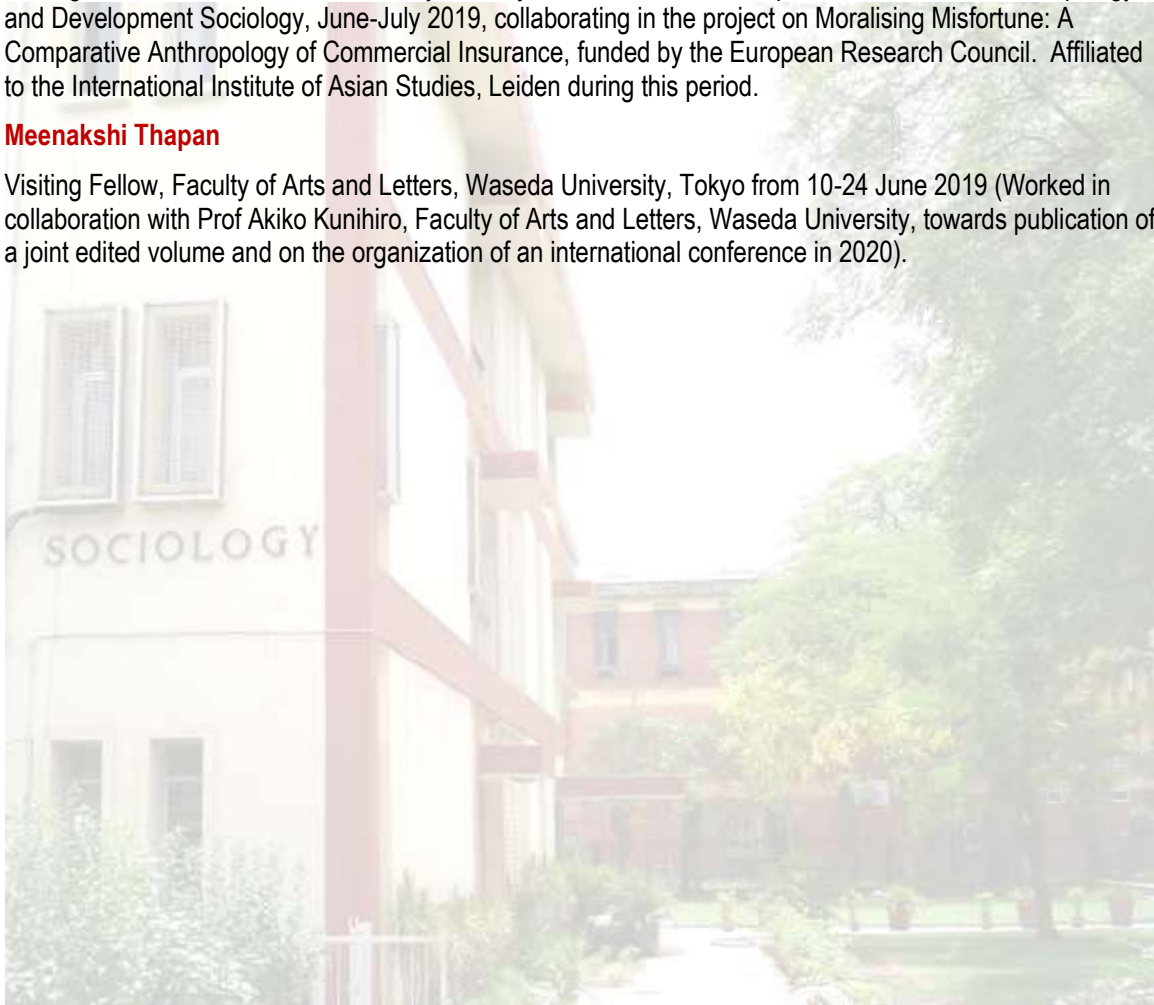 and Development Sociology, June-July 2019, collaborating in the project on Moralising Misfortune: A
Comparative Anthropology of Commercial Insurance, funded by the European Research Council. Affiliated
to the International Institute of Asian Studies, Leiden during this period.
Meenakshi Thapan
Visiting Fellow, Faculty of Arts and Letters, Waseda University, Tokyo from 10-24 June 2019 (Worked in
collaboration with Prof Akiko Kunihiro, Faculty of Arts and Letters, Waseda University, towards publication of
a joint edited volume and on the organization of an international conference in 2020).
SOCIOLOGY